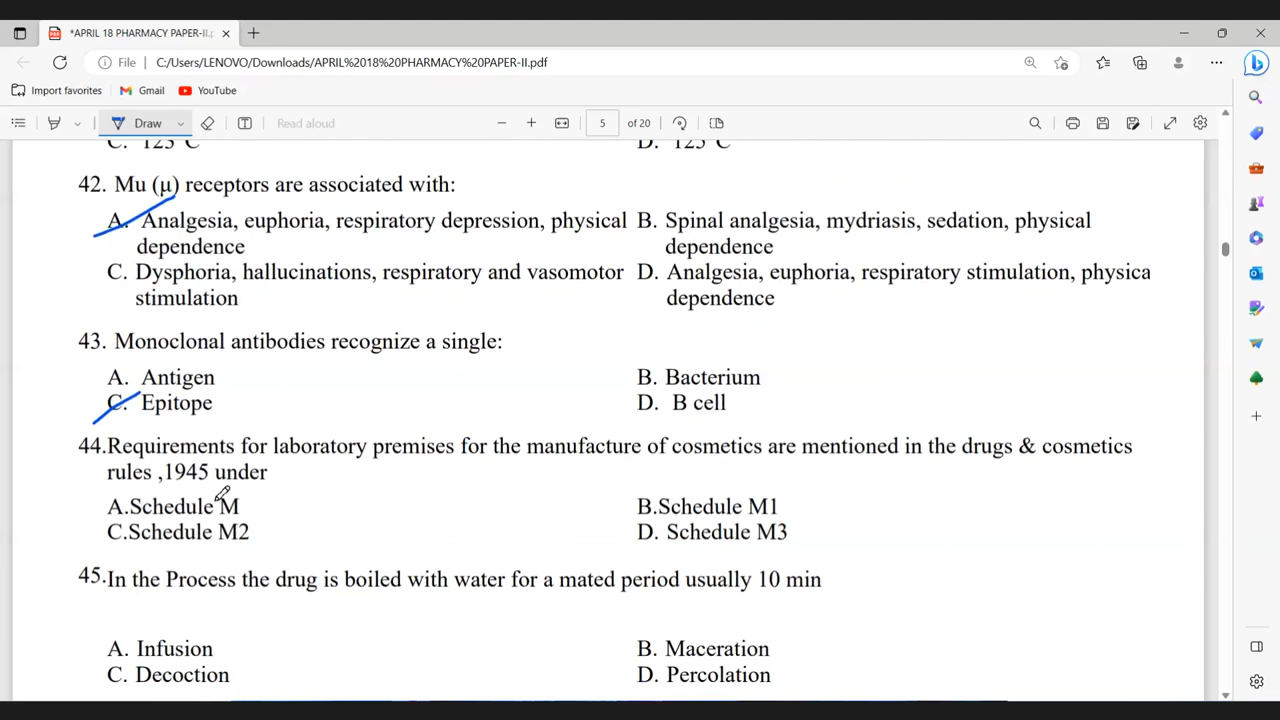 *APRIL 18 PHARMACY PAPER-II.p
File C:/Users/LENOVO/Downloads/APRIL%2018%20PHARMACY%20PAPER-II.pdf
Import favorites Gmail YouTube
Draw Read aloud 5 of 20
C. 123°C D. 125°C
42. Mu (μ) receptors are associated with:
A. Analgesia, euphoria, respiratory depression, physical dependence
B. Spinal analgesia, mydriasis, sedation, physical dependence
C. Dysphoria, hallucinations, respiratory and vasomotor stimulation
D. Analgesia, euphoria, respiratory stimulation, physica dependence
43. Monoclonal antibodies recognize a single:
A. Antigen B. Bacterium
C. Epitope D. B cell
44.Requirements for laboratory premises for the manufacture of cosmetics are mentioned in the drugs & cosmetics
rules ,1945 under
A.Schedule M B.Schedule M1
C.Schedule M2 D. Schedule M3
45.In the Process the drug is boiled with water for a mated period usually 10 min
A. Infusion B. Maceration
C. Decoction D. Percolation